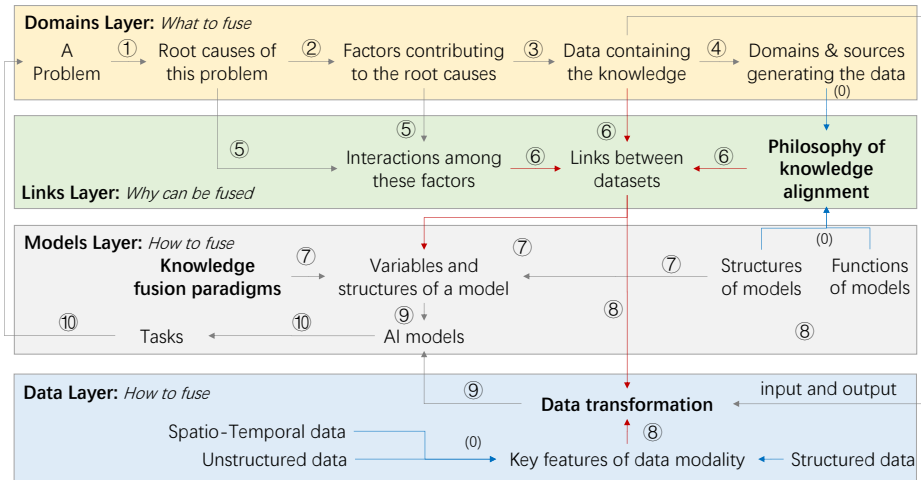 Domains Layer: What to fuse
A
Problem
①
Root causes of
this problem
②
Factors contributing
to the root causes
③
Data containing
the knowledge
④
Domains & sources
generating the data
(0)
⑤
⑤
⑥
Interactions among
these factors
⑥
Links between
datasets
⑥
Philosophy of
knowledge
alignment
Links Layer: Why can be fused
Models Layer: How to fuse
(0)
Knowledge
fusion paradigms
⑦
Variables and
structures of a model
⑦
⑦
Structures
of models
Functions
of models
⑨
⑧
⑧
⑩
Tasks
⑩
AI models
Data Layer: How to fuse
⑨
Data transformation
input and output
Spatio-Temporal data
(0)
⑧
Unstructured data
Key features of data modality
Structured data